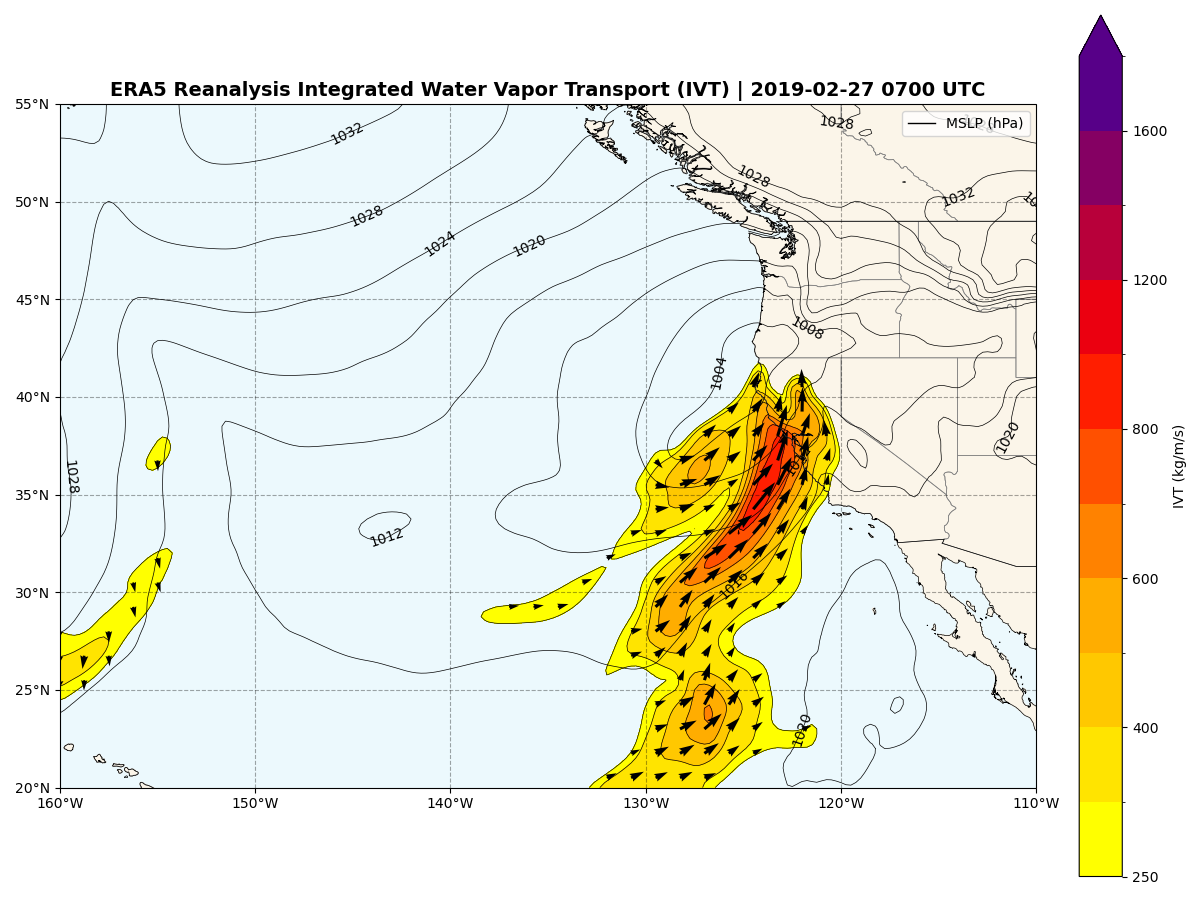 ERA5 Reanalysis Integrated Water Vapor Transport (IVT) | 2019-02-27 0700 UTC
MSLP (hPa)
55°N
50°N
45°N
40°N
35°N
30°N
25°N
20°N
160°W
150°W
140°W
130°W
120°W
110°W
1032
1028
1024
1020
1028
1028
1032
1008
1004
1020
1028
1012
1016
1020
1600
1200
800
600
400
250
IVT (kg/m/s)